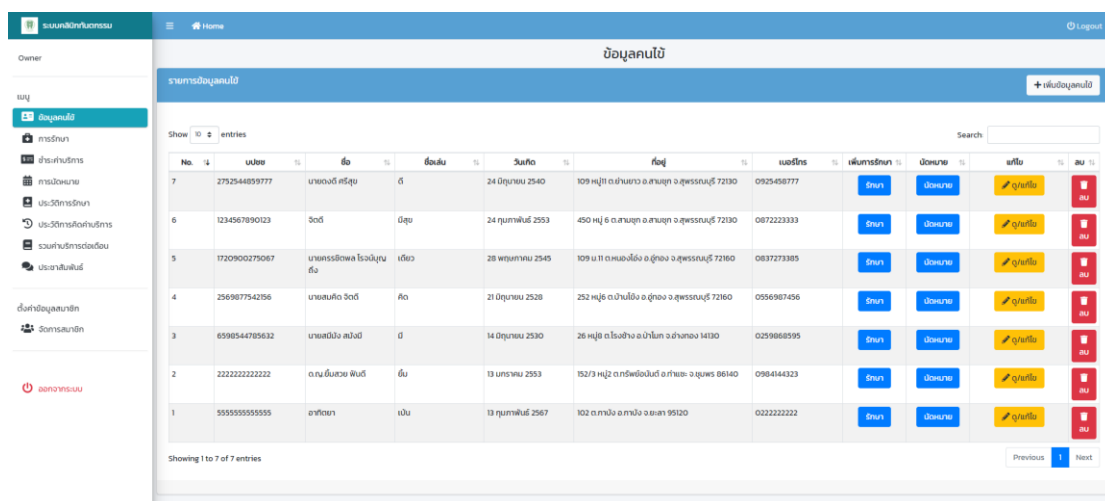 ระบบคลินิกทันตกรรม
Home
Logout
Owner
เมนู
ข้อมูลคนไข้
การรักษา
ชำระค่าบริการ
การนัดหมาย
ประวัติการรักษา
ประวัติการคิดค่าบริการ
รวมค่าบริการต่อเดือน
ประชาสัมพันธ์
ตั้งค่าข้อมูลสมาชิก
จัดการสมาชิก
ออกจากระบบ
ข้อมูลคนไข้
รายการข้อมูลคนไข้
+ เพิ่มข้อมูลคนไข้
Show 10 entries
Search:
No. บปชช ชื่อ ชื่อเล่น วันเกิด ที่อยู่ เบอร์โทร เพิ่มการรักษา นัดหมาย แก้ไข ลบ
7 2752544859777 นายดงดี ศรีสุข ดี 24 มิถุนายน 2540 109 หมู่11 ต.ย่านยาว อ.สามชุก จ.สุพรรณบุรี 72130 0925458777 รักษา นัดหมาย ดู/แก้ไข ลบ
6 1234567890123 จิตดี มีสุข 24 กุมภาพันธ์ 2553 450 หมู่ 6 ต.สามชุก อ.สามชุก จ.สุพรรณบุรี 72130 0872223333 รักษา นัดหมาย ดู/แก้ไข ลบ
5 1720900275067 นายครรชิตพล โรจน์บุญ เดียว 28 พฤษภาคม 2545 109 ม.11 ต.หนองโอ่ง อ.อู่ทอง จ.สุพรรณบุรี 72160 0837273385 รักษา นัดหมาย ดู/แก้ไข ลบ
ถึง
4 2569877542156 นายสมคิด จิตดี คิด 21 มิถุนายน 2528 252 หมู่6 ต.บ้านโข้ง อ.อู่ทอง จ.สุพรรณบุรี 72160 0556987456 รักษา นัดหมาย ดู/แก้ไข ลบ
3 6598544785632 นายสมีมัง สมังมี มี 14 มิถุนายน 2530 26 หมู่8 ต.โรงช้าง อ.ป่าโมก จ.อ่างทอง 14130 0259868595 รักษา นัดหมาย ดู/แก้ไข ลบ
2 2222222222222 ด.ญ.ยิ้มสวย ฟันดี ยิ้ม 13 มกราคม 2553 152/3 หมู่2 ต.ทรัพย์อนันต์ อ.ท่าแซะ จ.ชุมพร 86140 0984144323 รักษา นัดหมาย ดู/แก้ไข ลบ
1 5555555555555 อาทิตยา เม้น 13 กุมภาพันธ์ 2567 102 ต.กาบัง อ.กาบัง จ.ยะลา 95120 0222222222 รักษา นัดหมาย ดู/แก้ไข ลบ
Showing 1 to 7 of 7 entries
Previous 1 Next